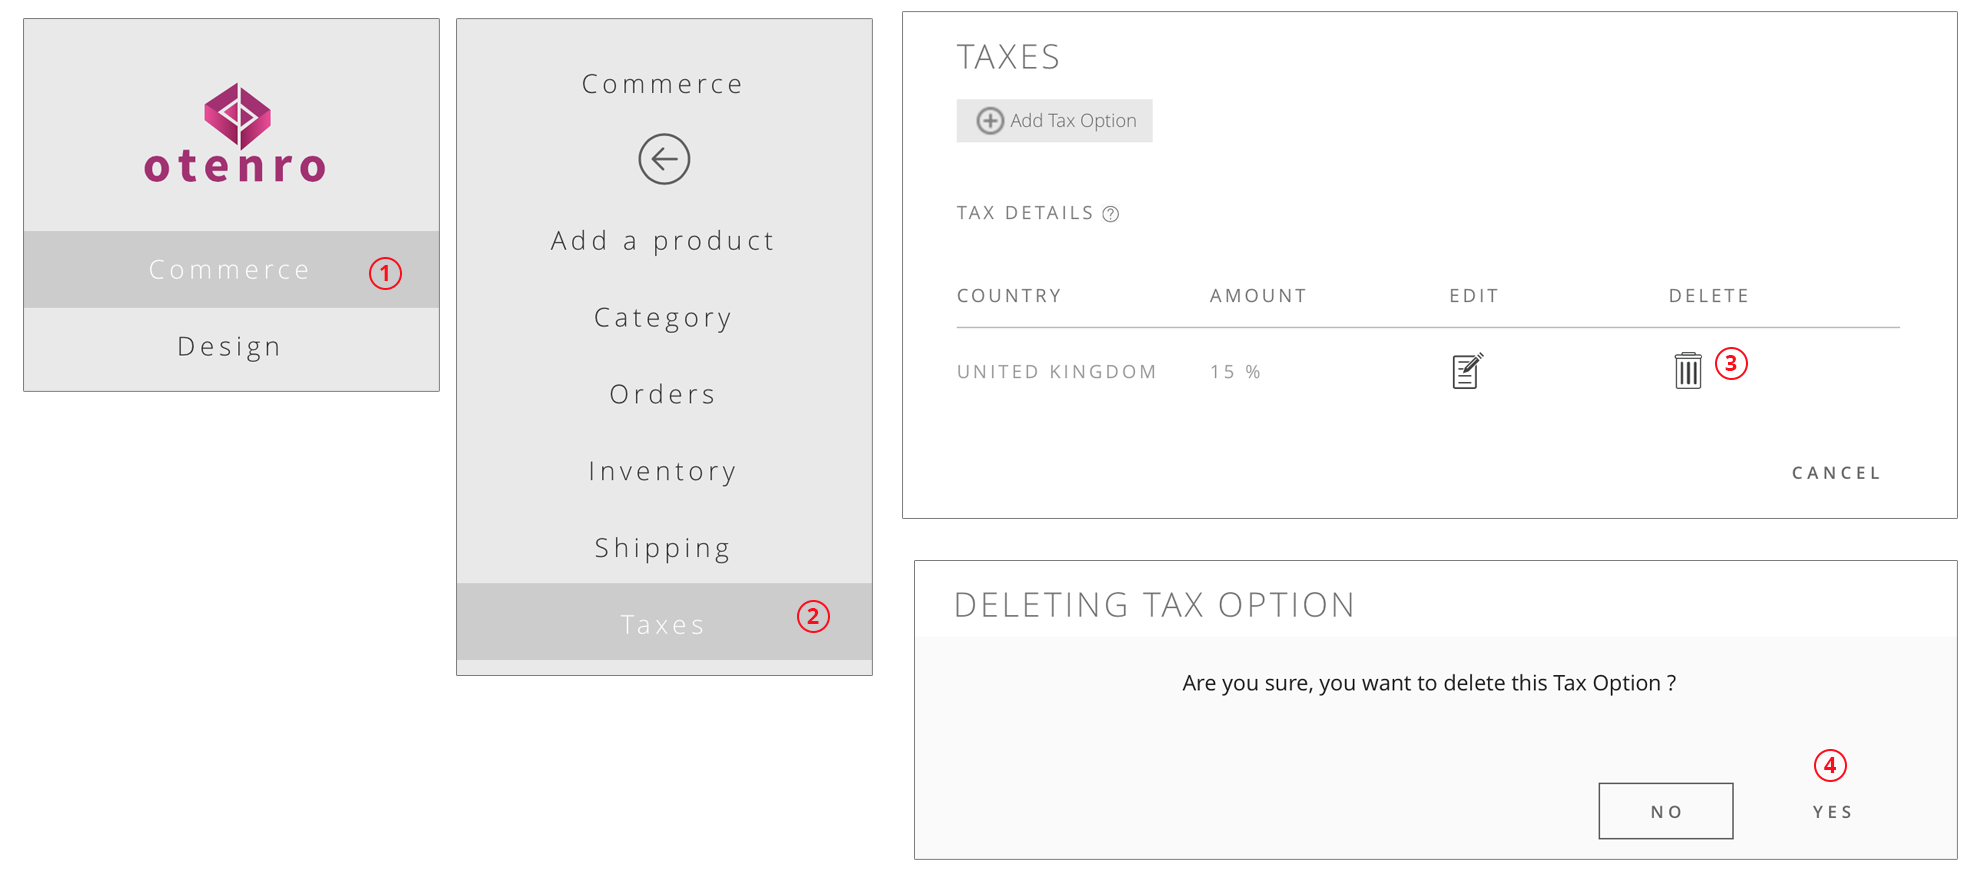 otenro
Commerce 1
Design
Commerce
Add a product
Category
Orders
Inventory
Shipping
Taxes 2
TAXES
Add Tax Option
TAX DETAILS ?
COUNTRY AMOUNT EDIT DELETE
UNITED KINGDOM 15 % 3
CANCEL
DELETING TAX OPTION
Are you sure, you want to delete this Tax Option ?
4
NO YES